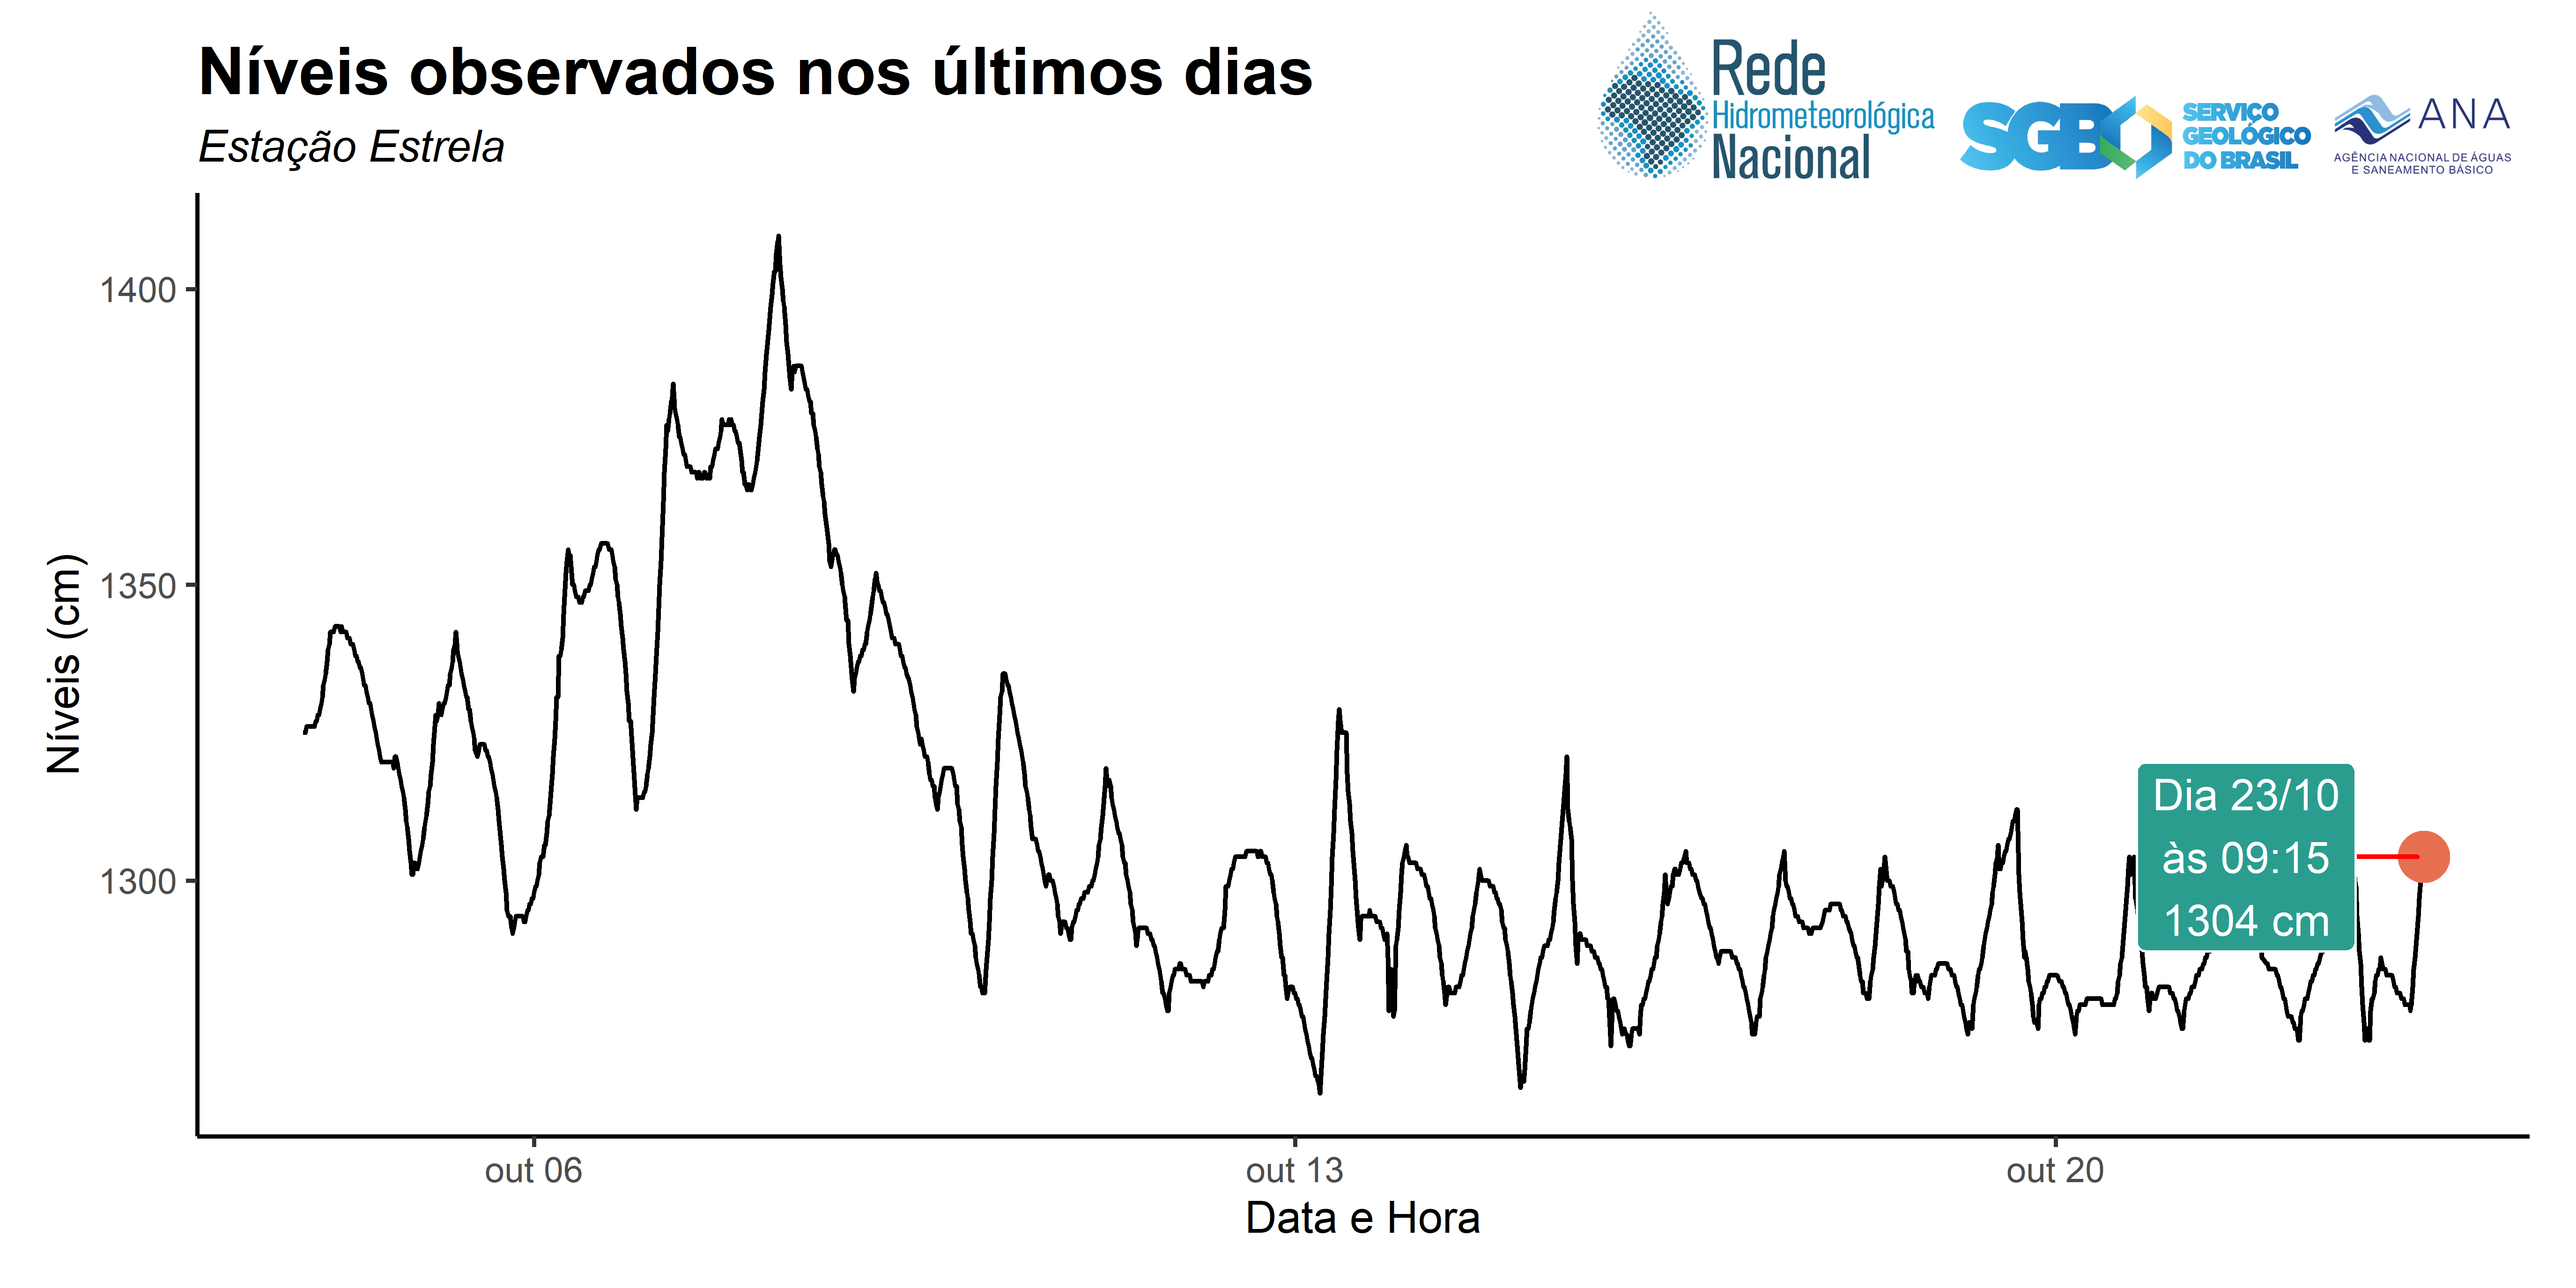 Níveis observados nos últimos dias
Estação Estrela
Rede
Hidrometeorológica
Nacional
SGB
SERVIÇO
GEOLÓGICO
DO BRASIL
ANA
AGÊNCIA NACIONAL DE ÁGUAS
E SANEAMENTO BÁSICO
Níveis (cm)
1400
1350
1300
Dia 23/10
às 09:15
1304 cm
out 06
out 13
out 20
Data e Hora